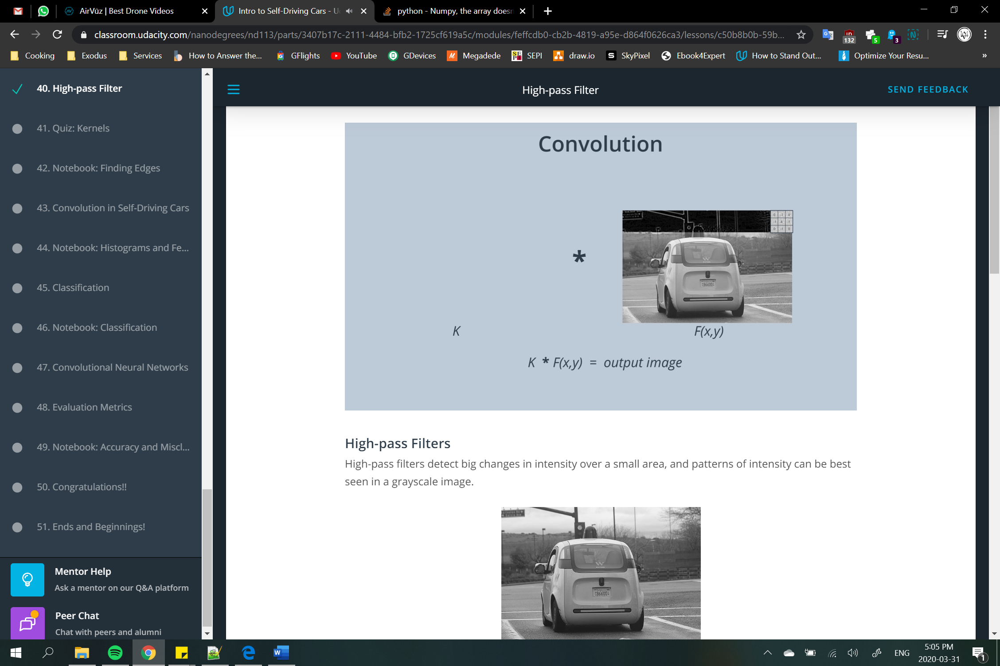 AirVūz | Best Drone Videos
Intro to Self-Driving Cars - U
python - Numpy, the array doesn
classroom.udacity.com/nanodegrees/nd113/parts/3407b17c-2111-4484-bfb2-1725cf619a5c/modules/feffcdb0-cb2b-4819-a95e-d864f0626ca3/lessons/c50b8b0b-59b...
132
5
3
Cooking
Exodus
Services
How to Answer the...
GFlights
YouTube
GDevices
Megadede
SEPI
draw.io
SkyPixel
Ebook4Expert
How to Stand Out...
Optimize Your Resu...
»
40. High-pass Filter
41. Quiz: Kernels
42. Notebook: Finding Edges
43. Convolution in Self-Driving Cars
44. Notebook: Histograms and Fe...
45. Classification
46. Notebook: Classification
47. Convolutional Neural Networks
48. Evaluation Metrics
49. Notebook: Accuracy and Miscl...
50. Congratulations!!
51. Ends and Beginnings!
Mentor Help
Ask a mentor on our Q&A platform
Peer Chat
Chat with peers and alumni
High-pass Filter
SEND FEEDBACK
Convolution
0 -1 0
-1 4 -1
0 -1 0
*
K
F(x,y)
K * F(x,y) = output image
High-pass Filters
High-pass filters detect big changes in intensity over a small area, and patterns of intensity can be best
seen in a grayscale image.
ENG
5:05 PM
2020-03-31
1